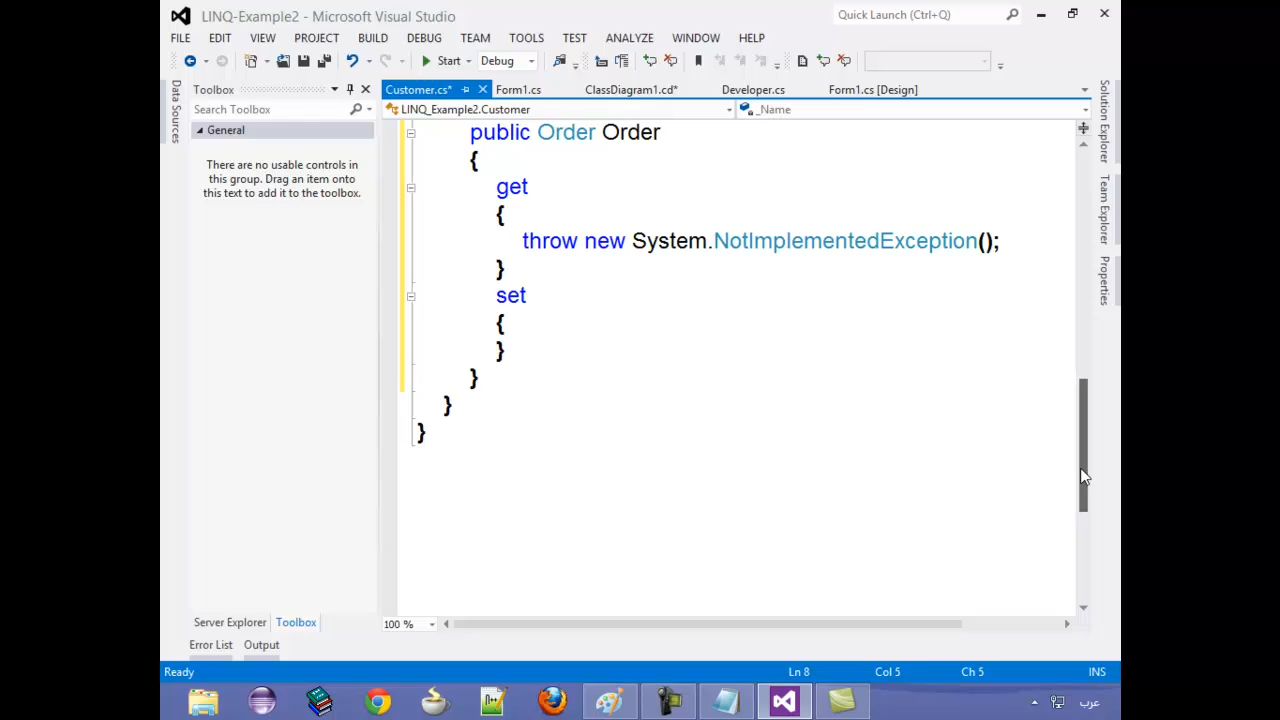 LINQ-Example2 - Microsoft Visual Studio
Quick Launch (Ctrl+Q)
FILE EDIT VIEW PROJECT BUILD DEBUG TEAM TOOLS TEST ANALYZE WINDOW HELP
Start Debug
Data Sources
Toolbox
Search Toolbox
General
There are no usable controls in
this group. Drag an item onto
this text to add it to the toolbox.
Customer.cs* Form1.cs ClassDiagram1.cd* Developer.cs Form1.cs [Design]
LINQ_Example2.Customer _Name
public Order Order
{
get
{
throw new System.NotImplementedException();
}
set
{
}
}
}
}
Solution Explorer
Team Explorer
Properties
100 %
Server Explorer Toolbox
Error List Output
Ready Ln 8 Col 5 Ch 5 INS
عرب